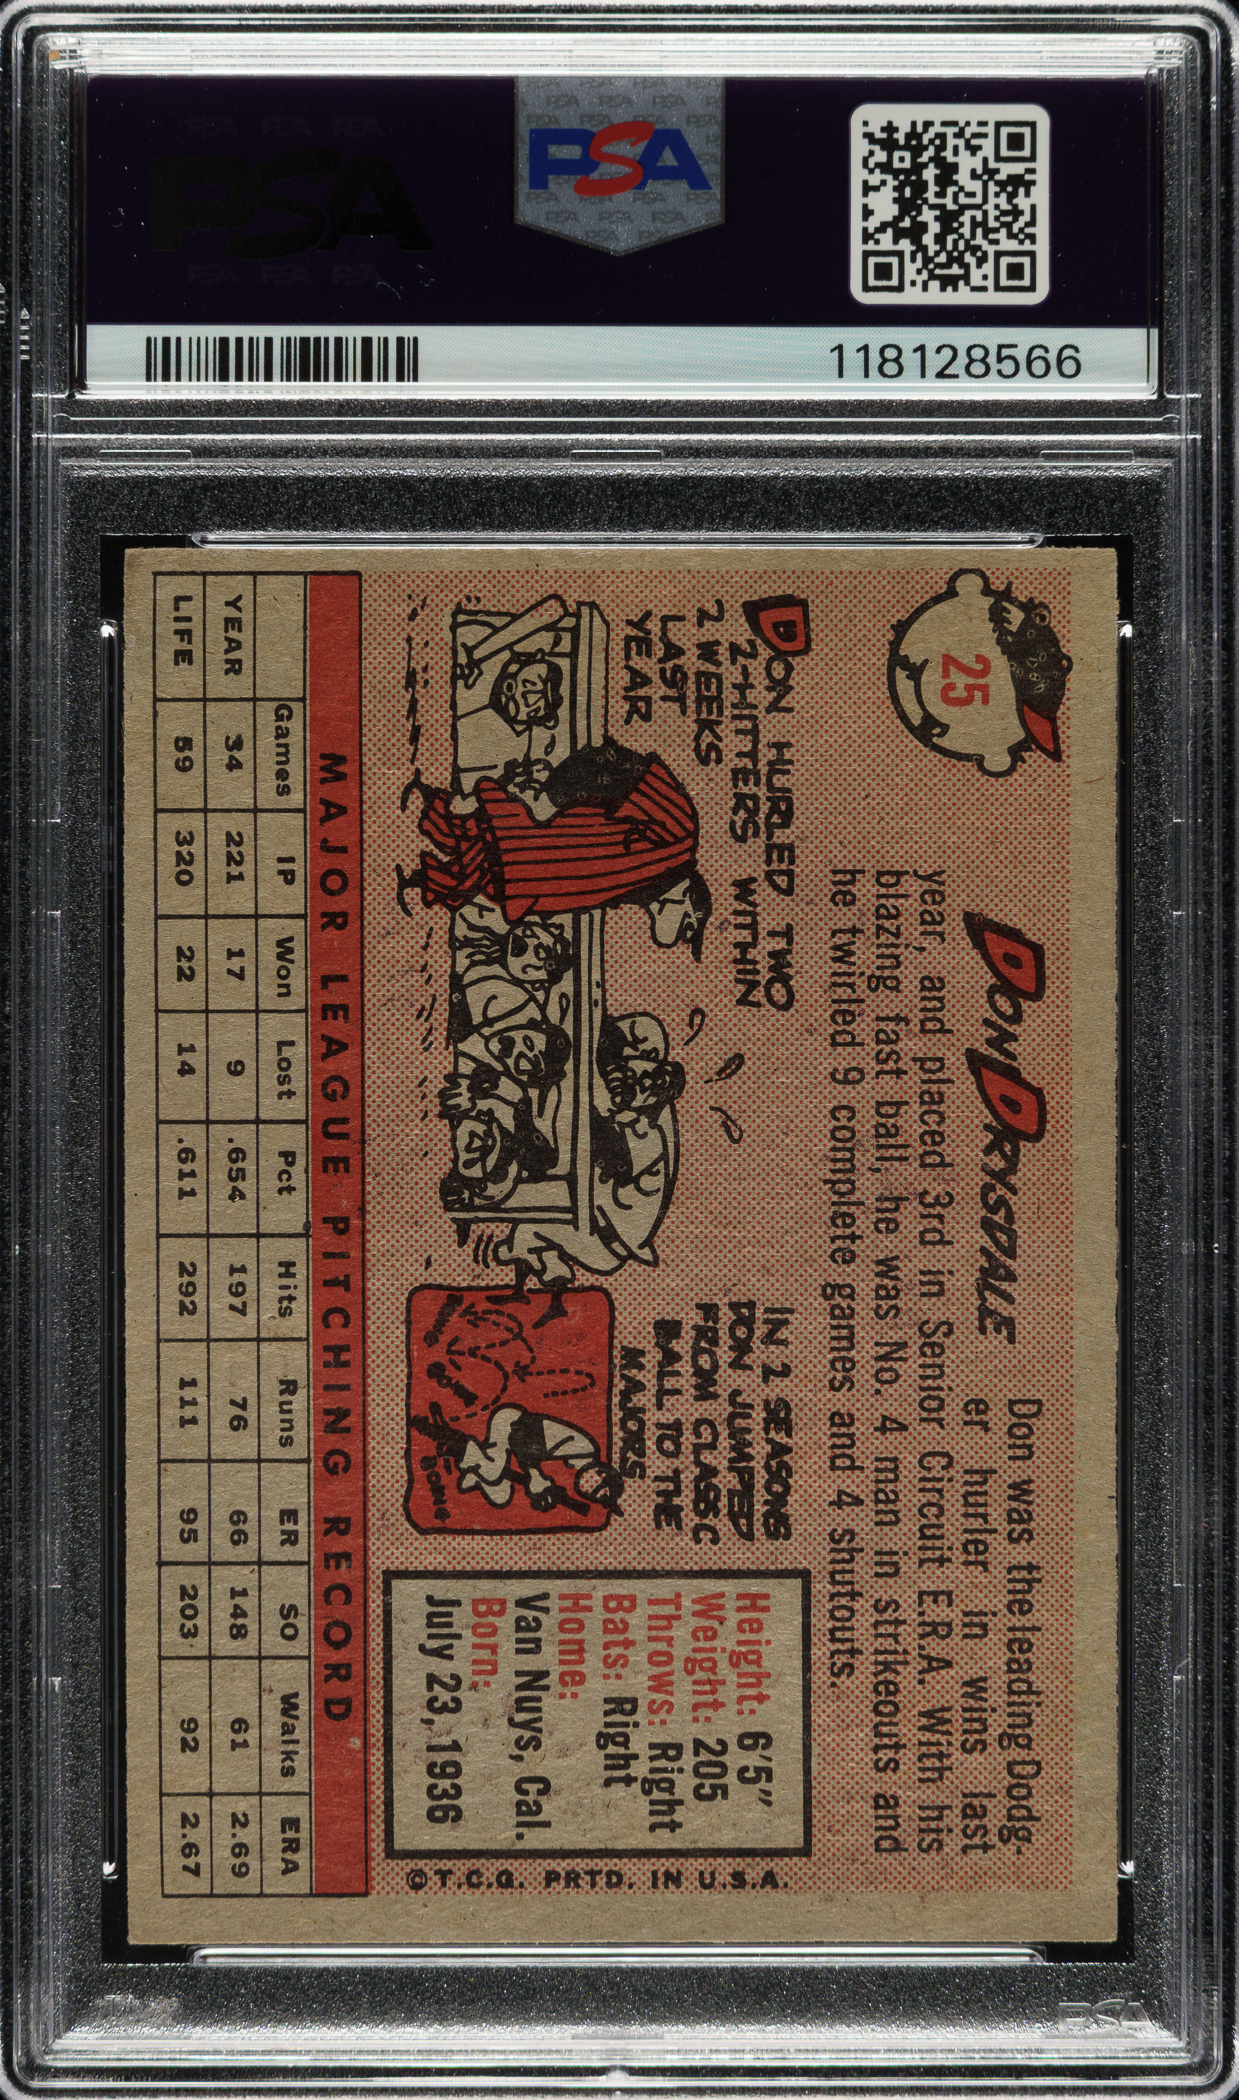 PSA
PSA
118128566
25
DON DRYSDALE
Don was the leading Dodg-
er hurler in wins last
year, and placed 3rd in Senior Circuit E.R.A. With his
blazing fast ball, he was No. 4 man in strikeouts and
he twirled 9 complete games and 4 shutouts.
DON HURLED TWO
2-HITTERS WITHIN
2 WEEKS
LAST
YEAR
IN 2 SEASONS
DON JUMPED
FROM CLASS C
BALL TO THE
MAJORS
BOING
BOING
BOING
Height: 6'5"
Weight: 205
Throws: Right
Bats: Right
Home:
Van Nuys, Cal.
Born:
July 23, 1936
© T.C.G. PRTD. IN U.S.A.
MAJOR LEAGUE PITCHING RECORD
Games IP Won Lost Pct Hits Runs ER SO Walks ERA
YEAR 34 221 17 9 .654 197 76 66 148 61 2.69
LIFE 59 320 22 14 .611 292 111 95 203 92 2.67
PSA